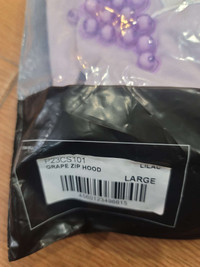 P23CS101 LILAC
GRAPE ZIP HOOD
LARGE